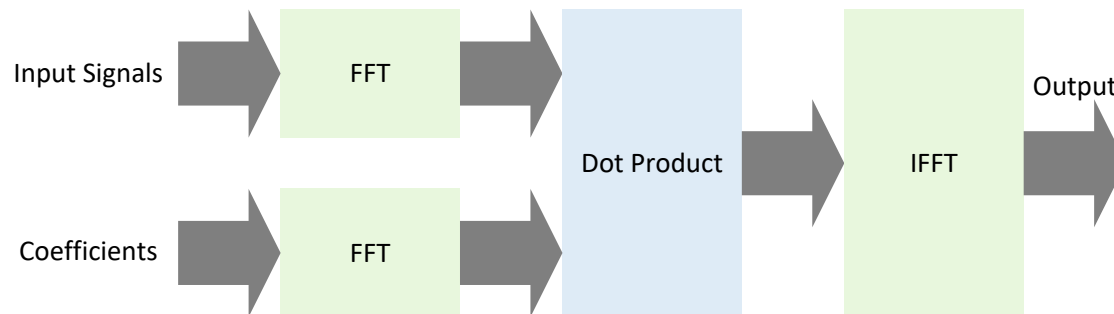 Input Signals
FFT
Output
Dot Product
IFFT
Coefficients
FFT